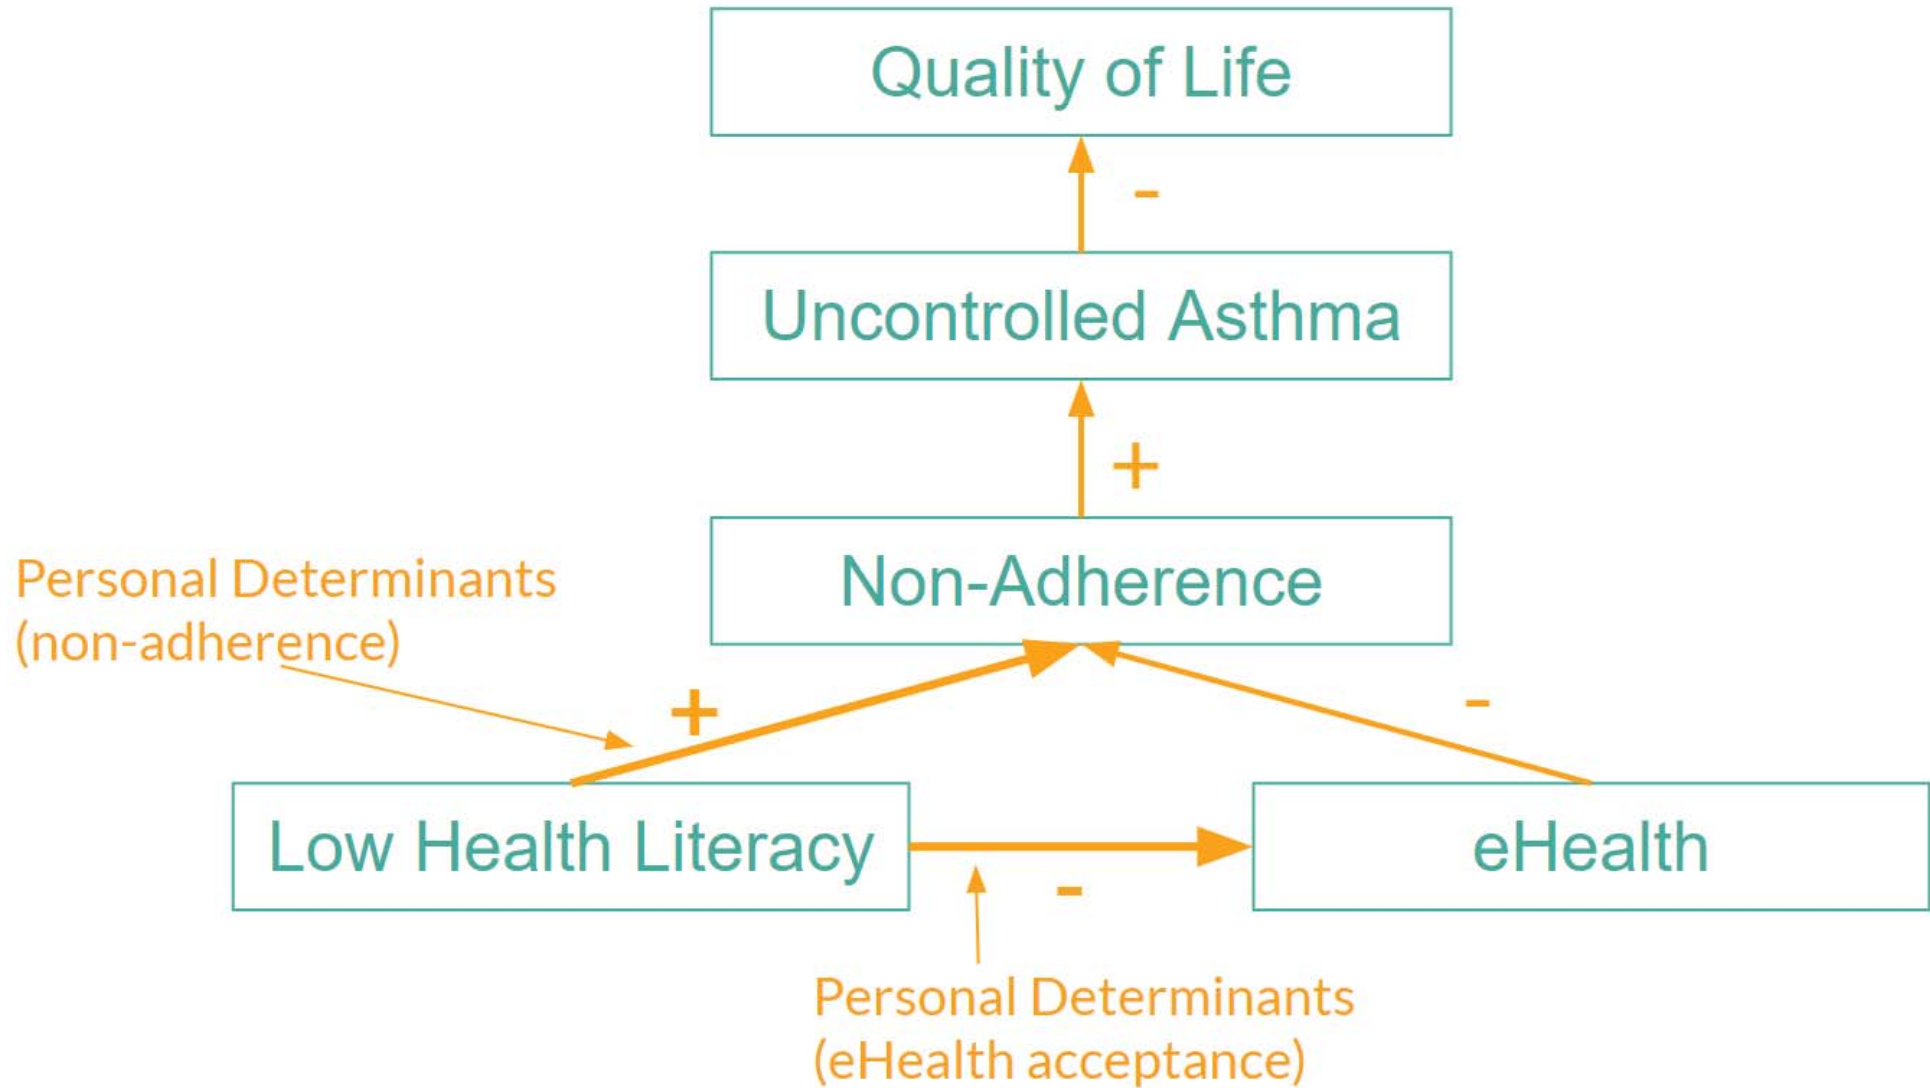 Quality of Life
-
Uncontrolled Asthma
+
Non-Adherence
Personal Determinants
(non-adherence)
+
-
Low Health Literacy
-
eHealth
Personal Determinants
(eHealth acceptance)